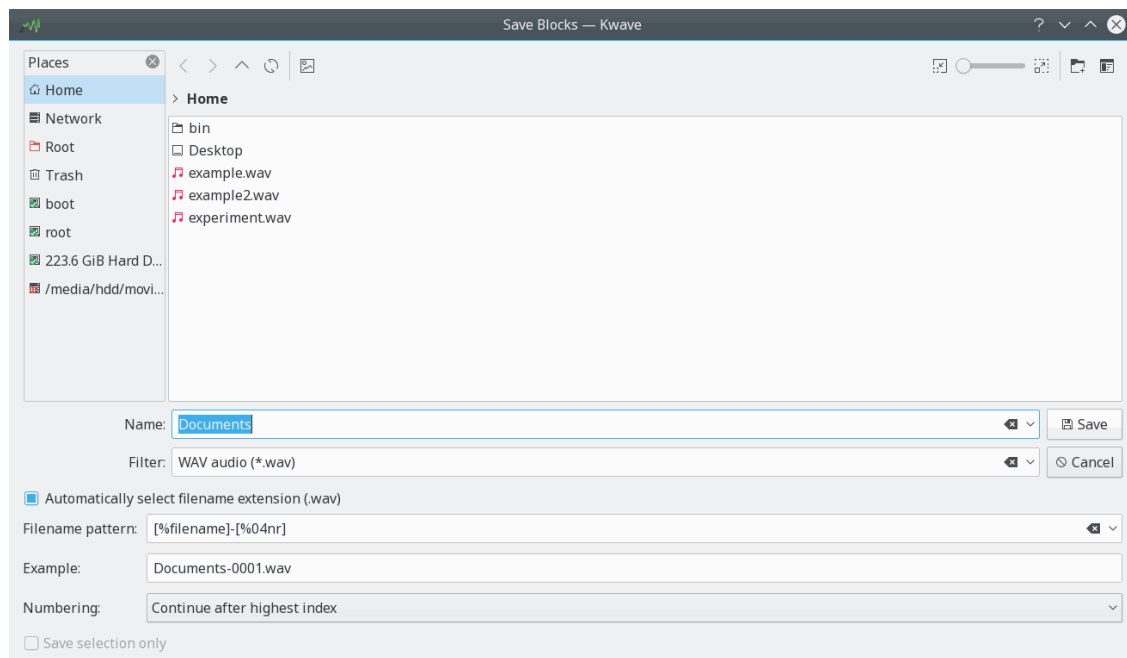 Save Blocks — Kwave
Places
Home
Network
Root
Trash
boot
root
223.6 GiB Hard D...
/media/hdd/movi...
> Home
bin
Desktop
example.wav
example2.wav
experiment.wav
Name: Documents Save
Filter: WAV audio (*.wav) Cancel
Automatically select filename extension (.wav)
Filename pattern: [%filename]-[%04nr]
Example: Documents-0001.wav
Numbering: Continue after highest index
Save selection only